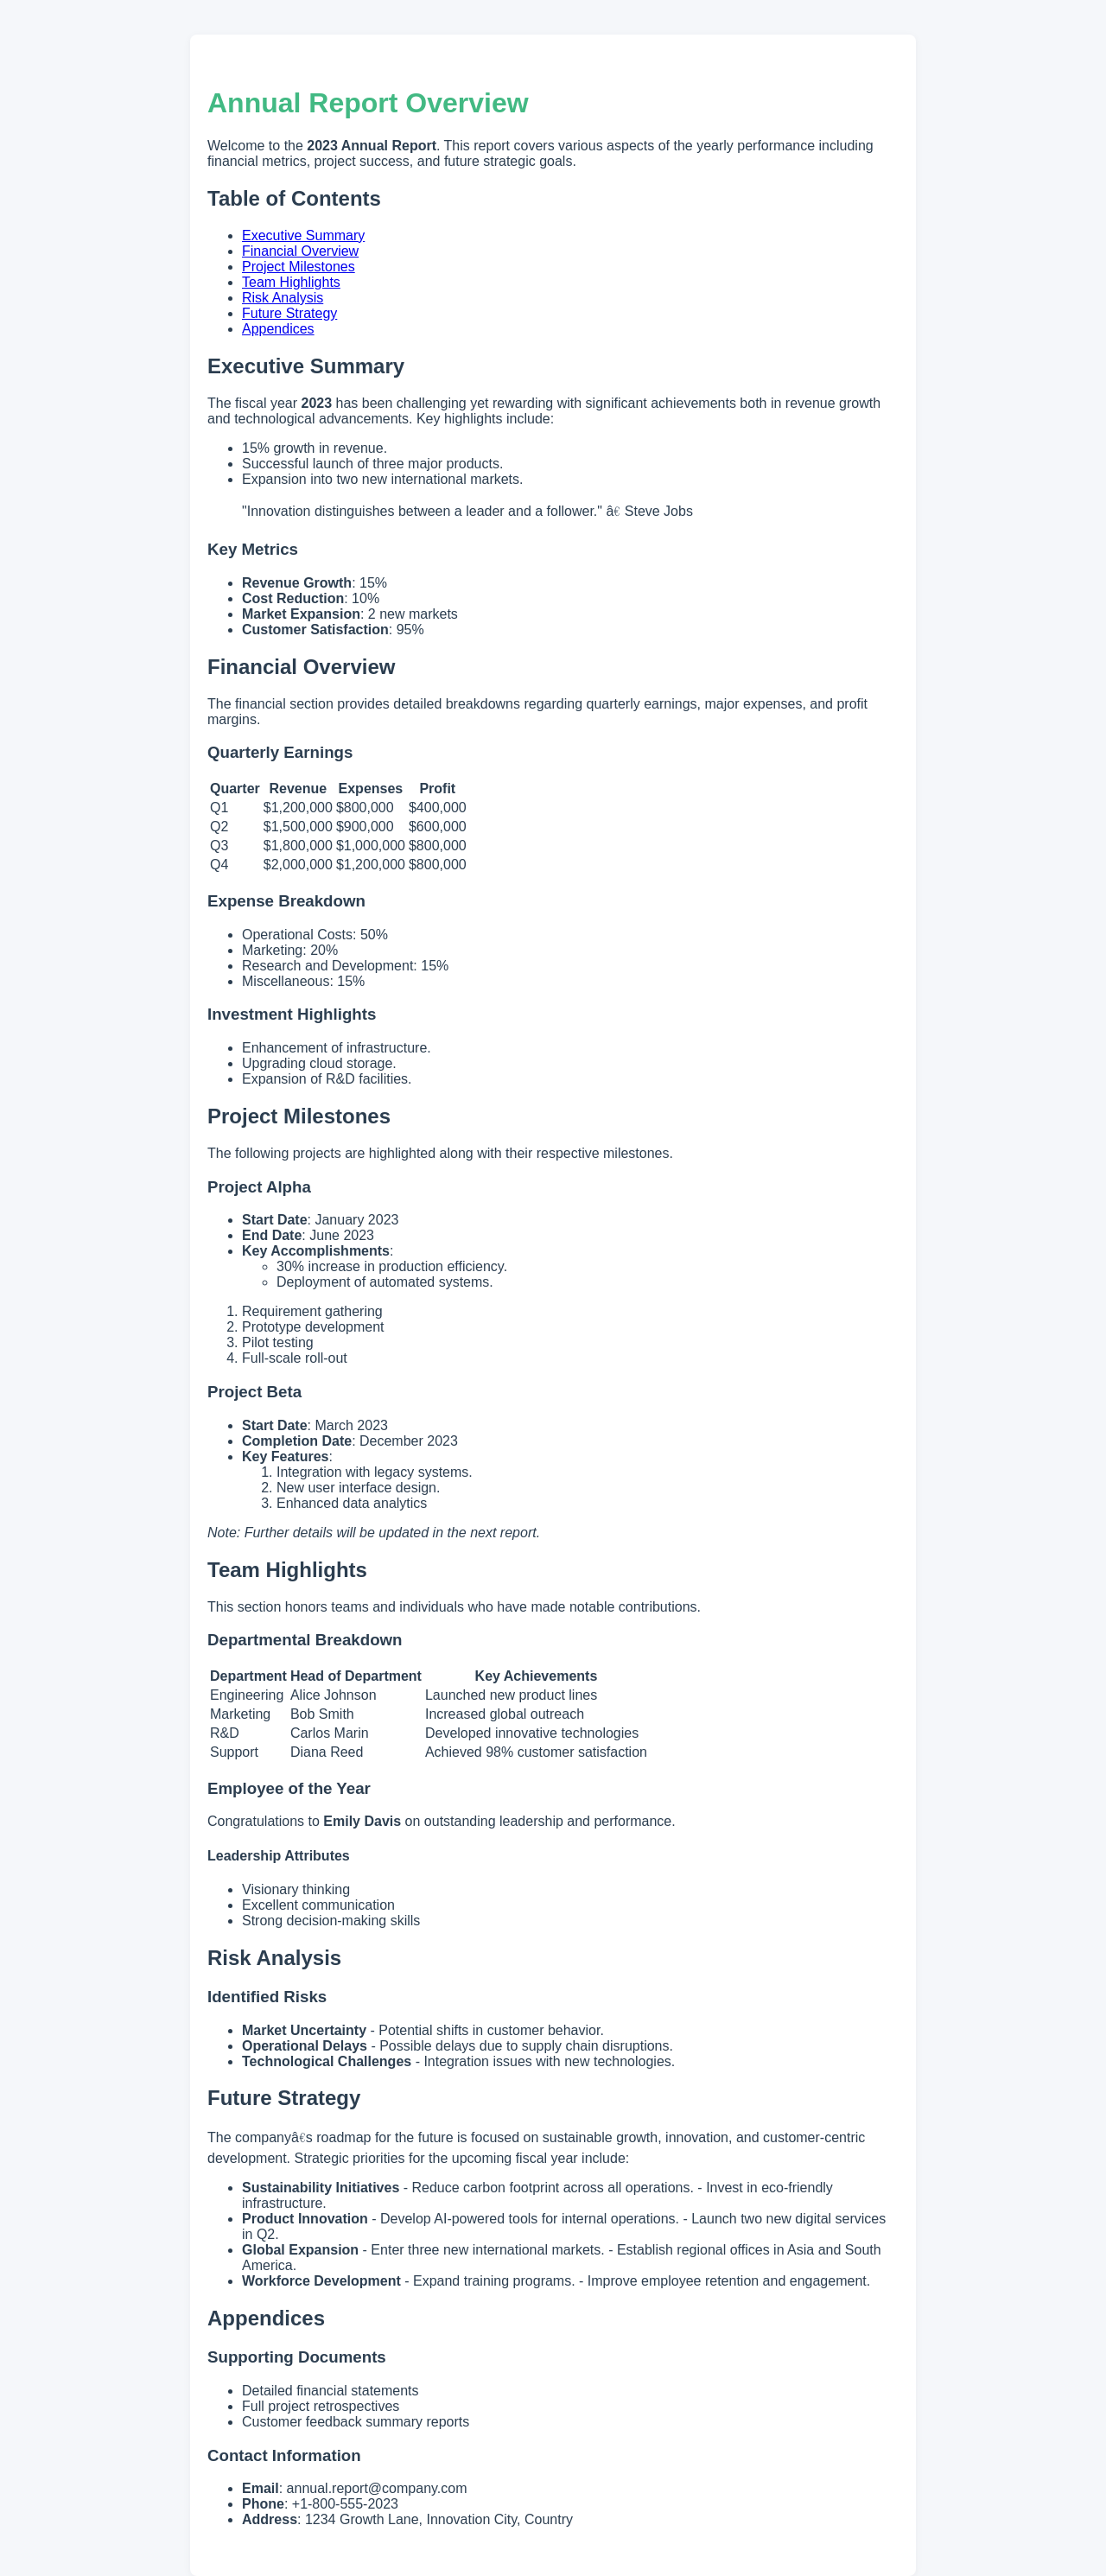 Annual Report Overview
Welcome to the 2023 Annual Report. This report covers various aspects of the yearly performance including
financial metrics, project success, and future strategic goals.
Table of Contents
Executive Summary
Financial Overview
Project Milestones
Team Highlights
Risk Analysis
Future Strategy
Appendices
Executive Summary
The fiscal year 2023 has been challenging yet rewarding with significant achievements both in revenue growth
and technological advancements. Key highlights include:
15% growth in revenue.
Successful launch of three major products.
Expansion into two new international markets.
"Innovation distinguishes between a leader and a follower." â€ Steve Jobs
Key Metrics
Revenue Growth: 15%
Cost Reduction: 10%
Market Expansion: 2 new markets
Customer Satisfaction: 95%
Financial Overview
The financial section provides detailed breakdowns regarding quarterly earnings, major expenses, and profit
margins.
Quarterly Earnings
Quarter Revenue Expenses Profit
Q1 $1,200,000 $800,000 $400,000
Q2 $1,500,000 $900,000 $600,000
Q3 $1,800,000 $1,000,000 $800,000
Q4 $2,000,000 $1,200,000 $800,000
Expense Breakdown
Operational Costs: 50%
Marketing: 20%
Research and Development: 15%
Miscellaneous: 15%
Investment Highlights
Enhancement of infrastructure.
Upgrading cloud storage.
Expansion of R&D facilities.
Project Milestones
The following projects are highlighted along with their respective milestones.
Project Alpha
Start Date: January 2023
End Date: June 2023
Key Accomplishments:
30% increase in production efficiency.
Deployment of automated systems.
1. Requirement gathering
2. Prototype development
3. Pilot testing
4. Full-scale roll-out
Project Beta
Start Date: March 2023
Completion Date: December 2023
Key Features:
1. Integration with legacy systems.
2. New user interface design.
3. Enhanced data analytics
Note: Further details will be updated in the next report.
Team Highlights
This section honors teams and individuals who have made notable contributions.
Departmental Breakdown
Department Head of Department Key Achievements
Engineering Alice Johnson Launched new product lines
Marketing Bob Smith Increased global outreach
R&D Carlos Marin Developed innovative technologies
Support Diana Reed Achieved 98% customer satisfaction
Employee of the Year
Congratulations to Emily Davis on outstanding leadership and performance.
Leadership Attributes
Visionary thinking
Excellent communication
Strong decision-making skills
Risk Analysis
Identified Risks
Market Uncertainty - Potential shifts in customer behavior.
Operational Delays - Possible delays due to supply chain disruptions.
Technological Challenges - Integration issues with new technologies.
Future Strategy
The companyâ€s roadmap for the future is focused on sustainable growth, innovation, and customer-centric
development. Strategic priorities for the upcoming fiscal year include:
Sustainability Initiatives - Reduce carbon footprint across all operations. - Invest in eco-friendly
infrastructure.
Product Innovation - Develop AI-powered tools for internal operations. - Launch two new digital services
in Q2.
Global Expansion - Enter three new international markets. - Establish regional offices in Asia and South
America.
Workforce Development - Expand training programs. - Improve employee retention and engagement.
Appendices
Supporting Documents
Detailed financial statements
Full project retrospectives
Customer feedback summary reports
Contact Information
Email: annual.report@company.com
Phone: +1-800-555-2023
Address: 1234 Growth Lane, Innovation City, Country